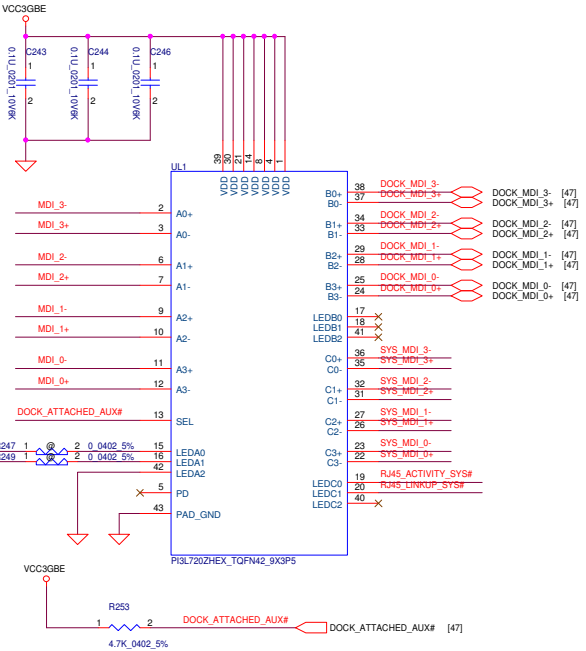 VCC3GBE
C243
C244
C246
0.1U_0201_10V6K
0.1U_0201_10V6K
0.1U_0201_10V6K
1
1
1
2
2
2
UL1
39 VDD
30 VDD
21 VDD
14 VDD
8 VDD
4 VDD
1 VDD
MDI_3- 2 A0+
MDI_3+ 3 A0-
MDI_2- 6 A1+
MDI_2+ 7 A1-
MDI_1- 9 A2+
MDI_1+ 10 A2-
MDI_0- 11 A3+
MDI_0+ 12 A3-
DOCK_ATTACHED_AUX# 13 SEL
1 @ 2 0_0402_5% 15 LEDA0
1 @ 2 0_0402_5% 16 LEDA1
42 LEDA2
5 PD
43 PAD_GND
B0+ 38 DOCK_MDI_3- DOCK_MDI_3- [47]
B0- 37 DOCK_MDI_3+ DOCK_MDI_3+ [47]
B1+ 34 DOCK_MDI_2- DOCK_MDI_2- [47]
B1- 33 DOCK_MDI_2+ DOCK_MDI_2+ [47]
B2+ 29 DOCK_MDI_1- DOCK_MDI_1- [47]
B2- 28 DOCK_MDI_1+ DOCK_MDI_1+ [47]
B3+ 25 DOCK_MDI_0- DOCK_MDI_0- [47]
B3- 24 DOCK_MDI_0+ DOCK_MDI_0+ [47]
LEDB0 17
LEDB1 18
LEDB2 41
C0+ 36 SYS_MDI_3-
C0- 35 SYS_MDI_3+
C1+ 32 SYS_MDI_2-
C1- 31 SYS_MDI_2+
C2+ 27 SYS_MDI_1-
C2- 26 SYS_MDI_1+
C3+ 23 SYS_MDI_0-
C3- 22 SYS_MDI_0+
LEDC0 19 RJ45_ACTIVITY_SYS#
LEDC1 20 RJ45_LINKUP_SYS#
LEDC2 40
PI3L720ZHEX_TQFN42_9X3P5
VCC3GBE
R253
1 2 DOCK_ATTACHED_AUX# DOCK_ATTACHED_AUX# [47]
4.7K_0402_5%